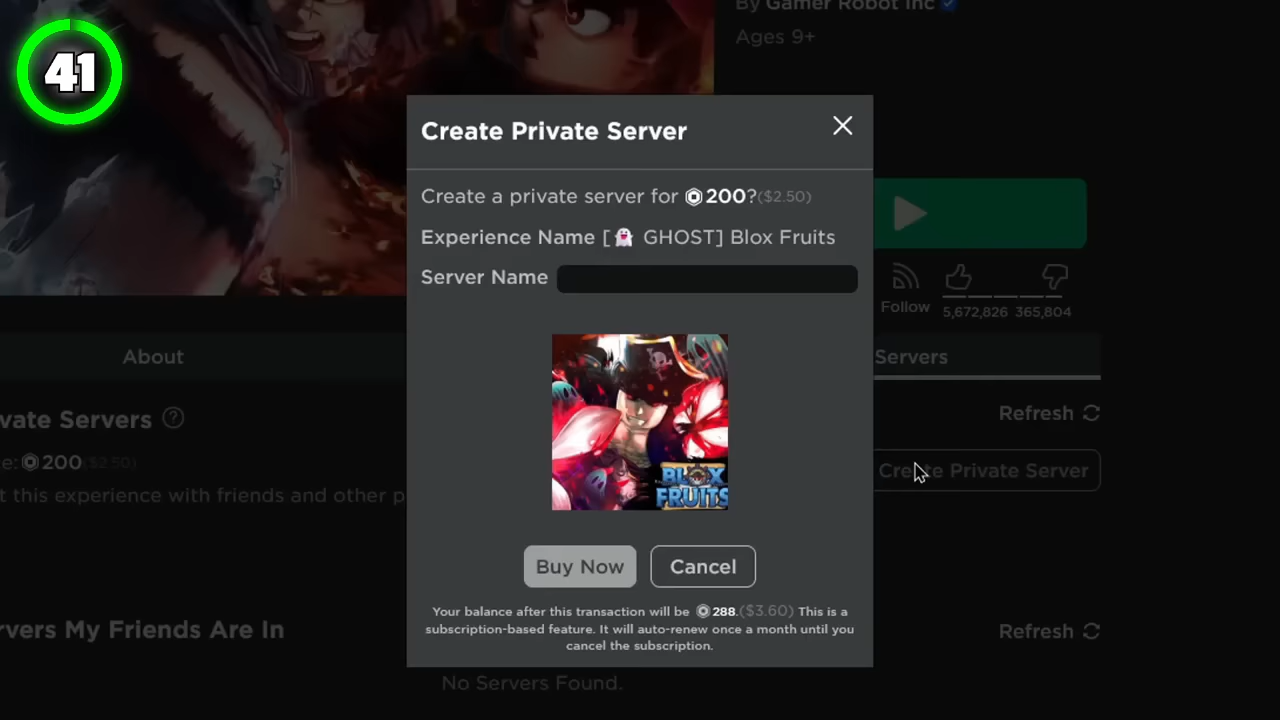 41
By Gamer Robot Inc
Ages 9+
Create Private Server
Create a private server for 200?($2.50)
Experience Name [👻 GHOST] Blox Fruits
Server Name
Follow
5,672,826 365,804
About
Servers
vate Servers
Refresh
e: 200 ($2.50)
Create Private Server
t this experience with friends and other p
BLOX
FRUITS
Buy Now
Cancel
Your balance after this transaction will be 288.($3.60) This is a
subscription-based feature. It will auto-renew once a month until you
cancel the subscription.
rvers My Friends Are In
Refresh
No Servers Found.